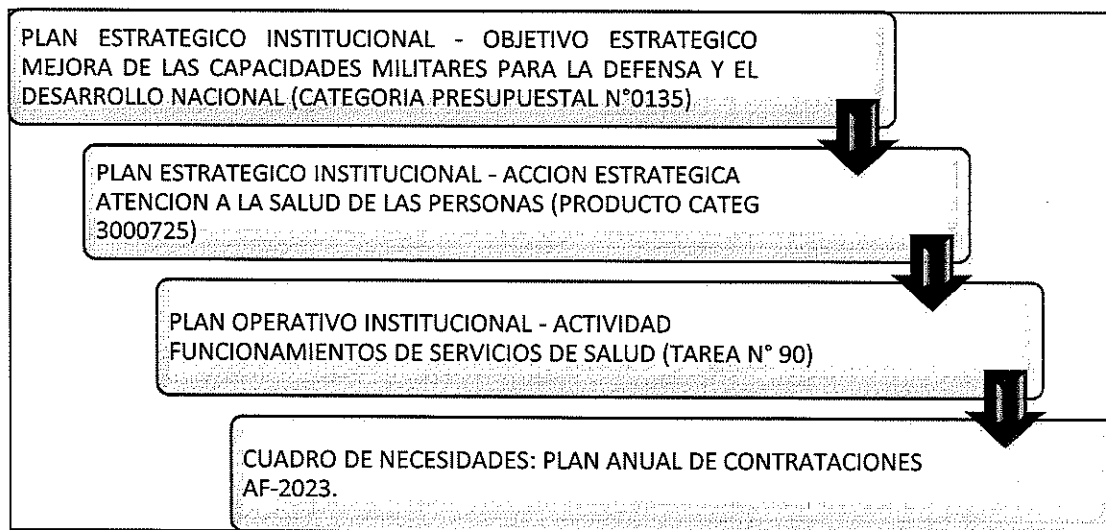 PLAN ESTRATEGICO INSTITUCIONAL - OBJETIVO ESTRATEGICO
MEJORA DE LAS CAPACIDADES MILITARES PARA LA DEFENSA Y EL
DESARROLLO NACIONAL (CATEGORIA PRESUPUESTAL N°0135)
PLAN ESTRATEGICO INSTITUCIONAL - ACCION ESTRATEGICA
ATENCION A LA SALUD DE LAS PERSONAS (PRODUCTO CATEG
3000725)
PLAN OPERATIVO INSTITUCIONAL - ACTIVIDAD
FUNCIONAMIENTOS DE SERVICIOS DE SALUD (TAREA N° 90)
CUADRO DE NECESIDADES: PLAN ANUAL DE CONTRATACIONES
AF-2023.